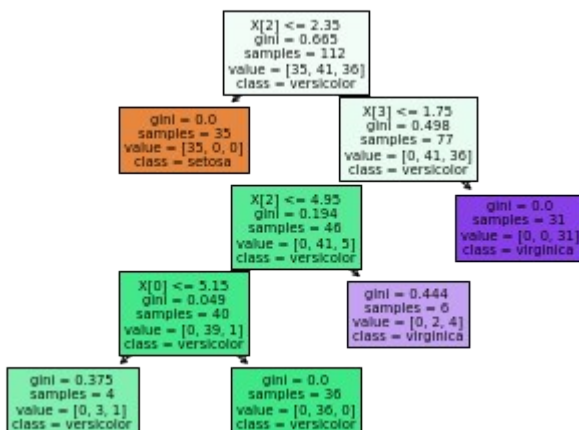 X[2] <= 2.35
gini = 0.665
samples = 112
value = [35, 41, 36]
class = versicolor
gini = 0.0
samples = 35
value = [35, 0, 0]
class = setosa
X[3] <= 1.75
gini = 0.498
samples = 77
value = [0, 41, 36]
class = versicolor
X[2] <= 4.95
gini = 0.194
samples = 46
value = [0, 41, 5]
class = versicolor
gini = 0.0
samples = 31
value = [0, 0, 31]
class = virginica
X[0] <= 5.15
gini = 0.049
samples = 40
value = [0, 39, 1]
class = versicolor
gini = 0.444
samples = 6
value = [0, 2, 4]
class = virginica
gini = 0.375
samples = 4
value = [0, 3, 1]
class = versicolor
gini = 0.0
samples = 36
value = [0, 36, 0]
class = versicolor